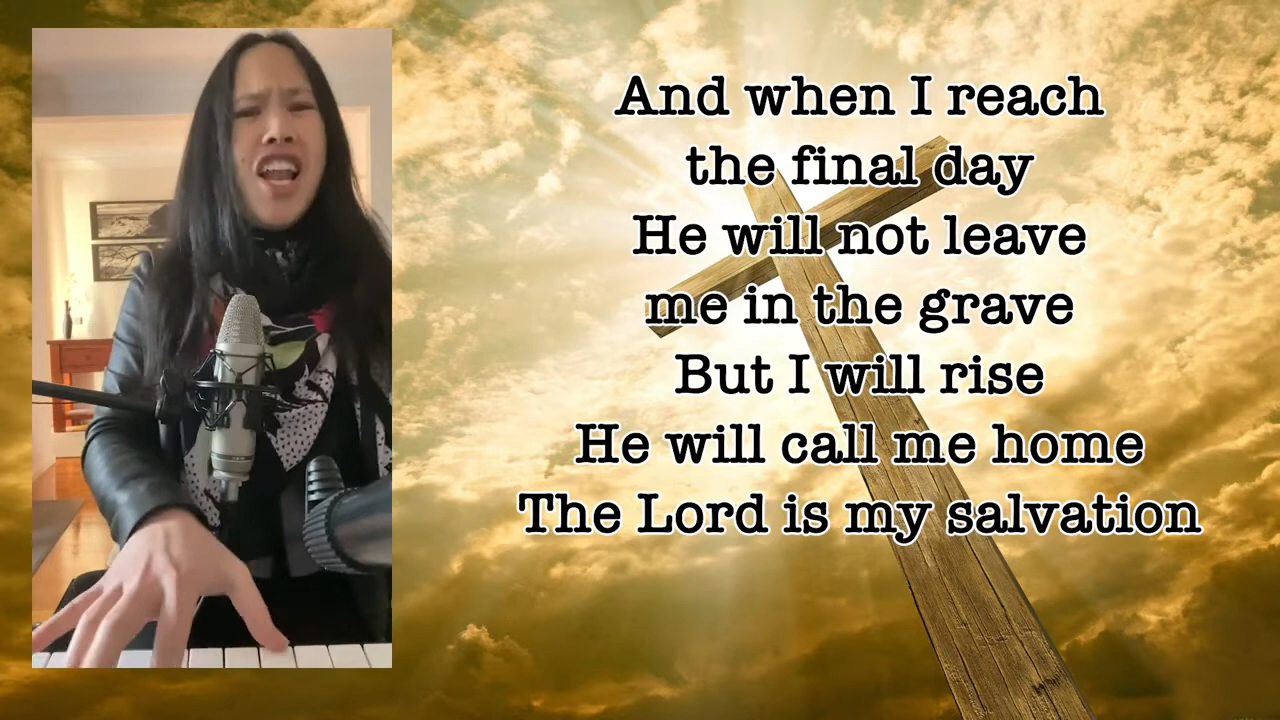 And when I reach
the final day
He will not leave
me in the grave
But I will rise
He will call me home
The Lord is my salvation